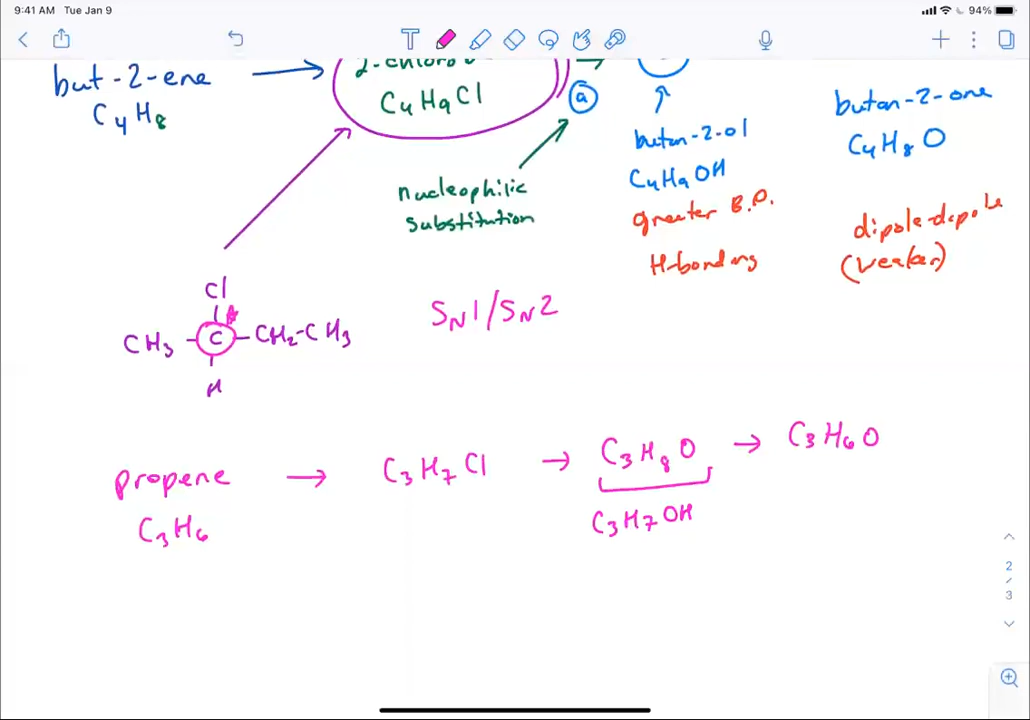 9:41 AM Tue Jan 9
94%
but-2-ene
C4H8
C4H9Cl
a
butan-2-ol
C4H9OH
greater B.P.
H-bonding
butan-2-one
C4H8O
dipole-dipole
(weaker)
nucleophilic
substitution
Cl
CH3 - C - CH2-CH3
H
SN1/SN2
propene → C3H7Cl → C3H8O → C3H6O
C3H6
C3H7OH
2
/
3